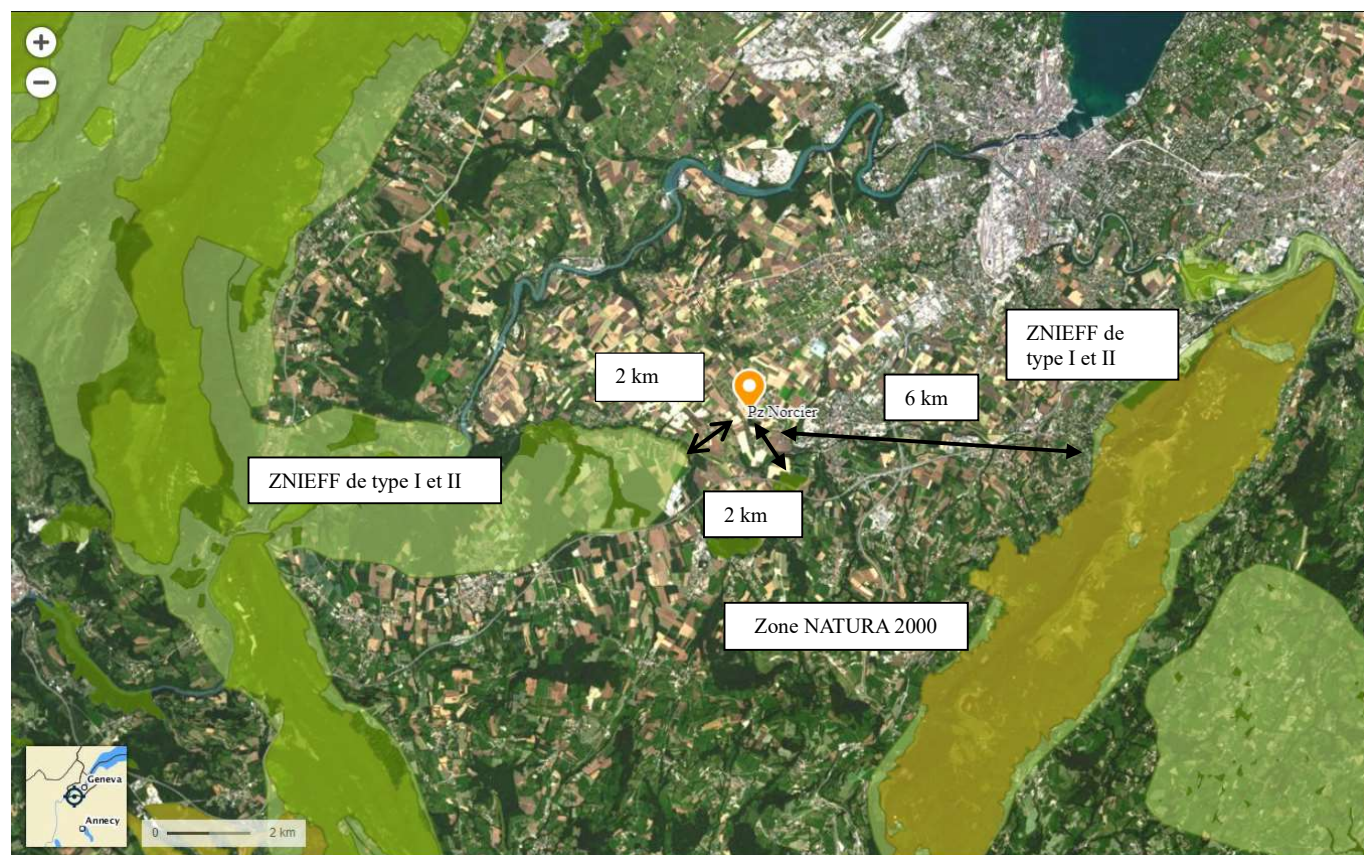 +
−
ZNIEFF de
type I et II
2 km
Pz Norcier
6 km
ZNIEFF de type I et II
2 km
Zone NATURA 2000
Geneva
Annecy
0 2 km